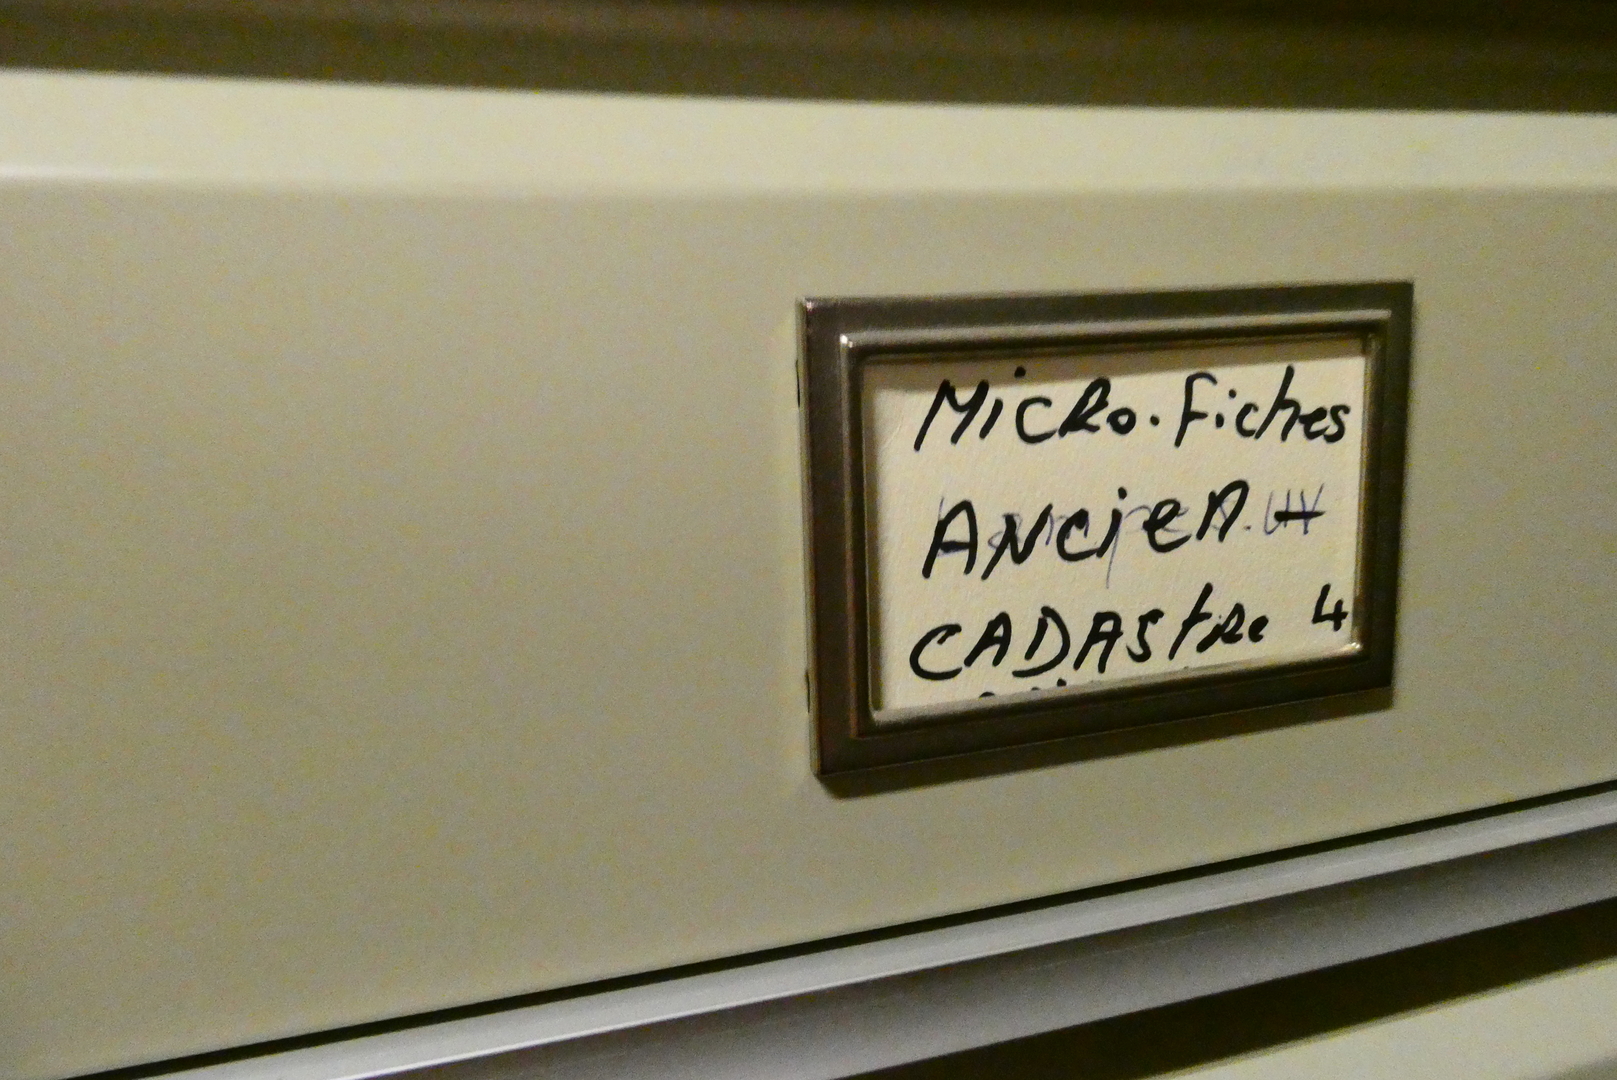 Micro.fiches
ANCien
CADAStRe 4